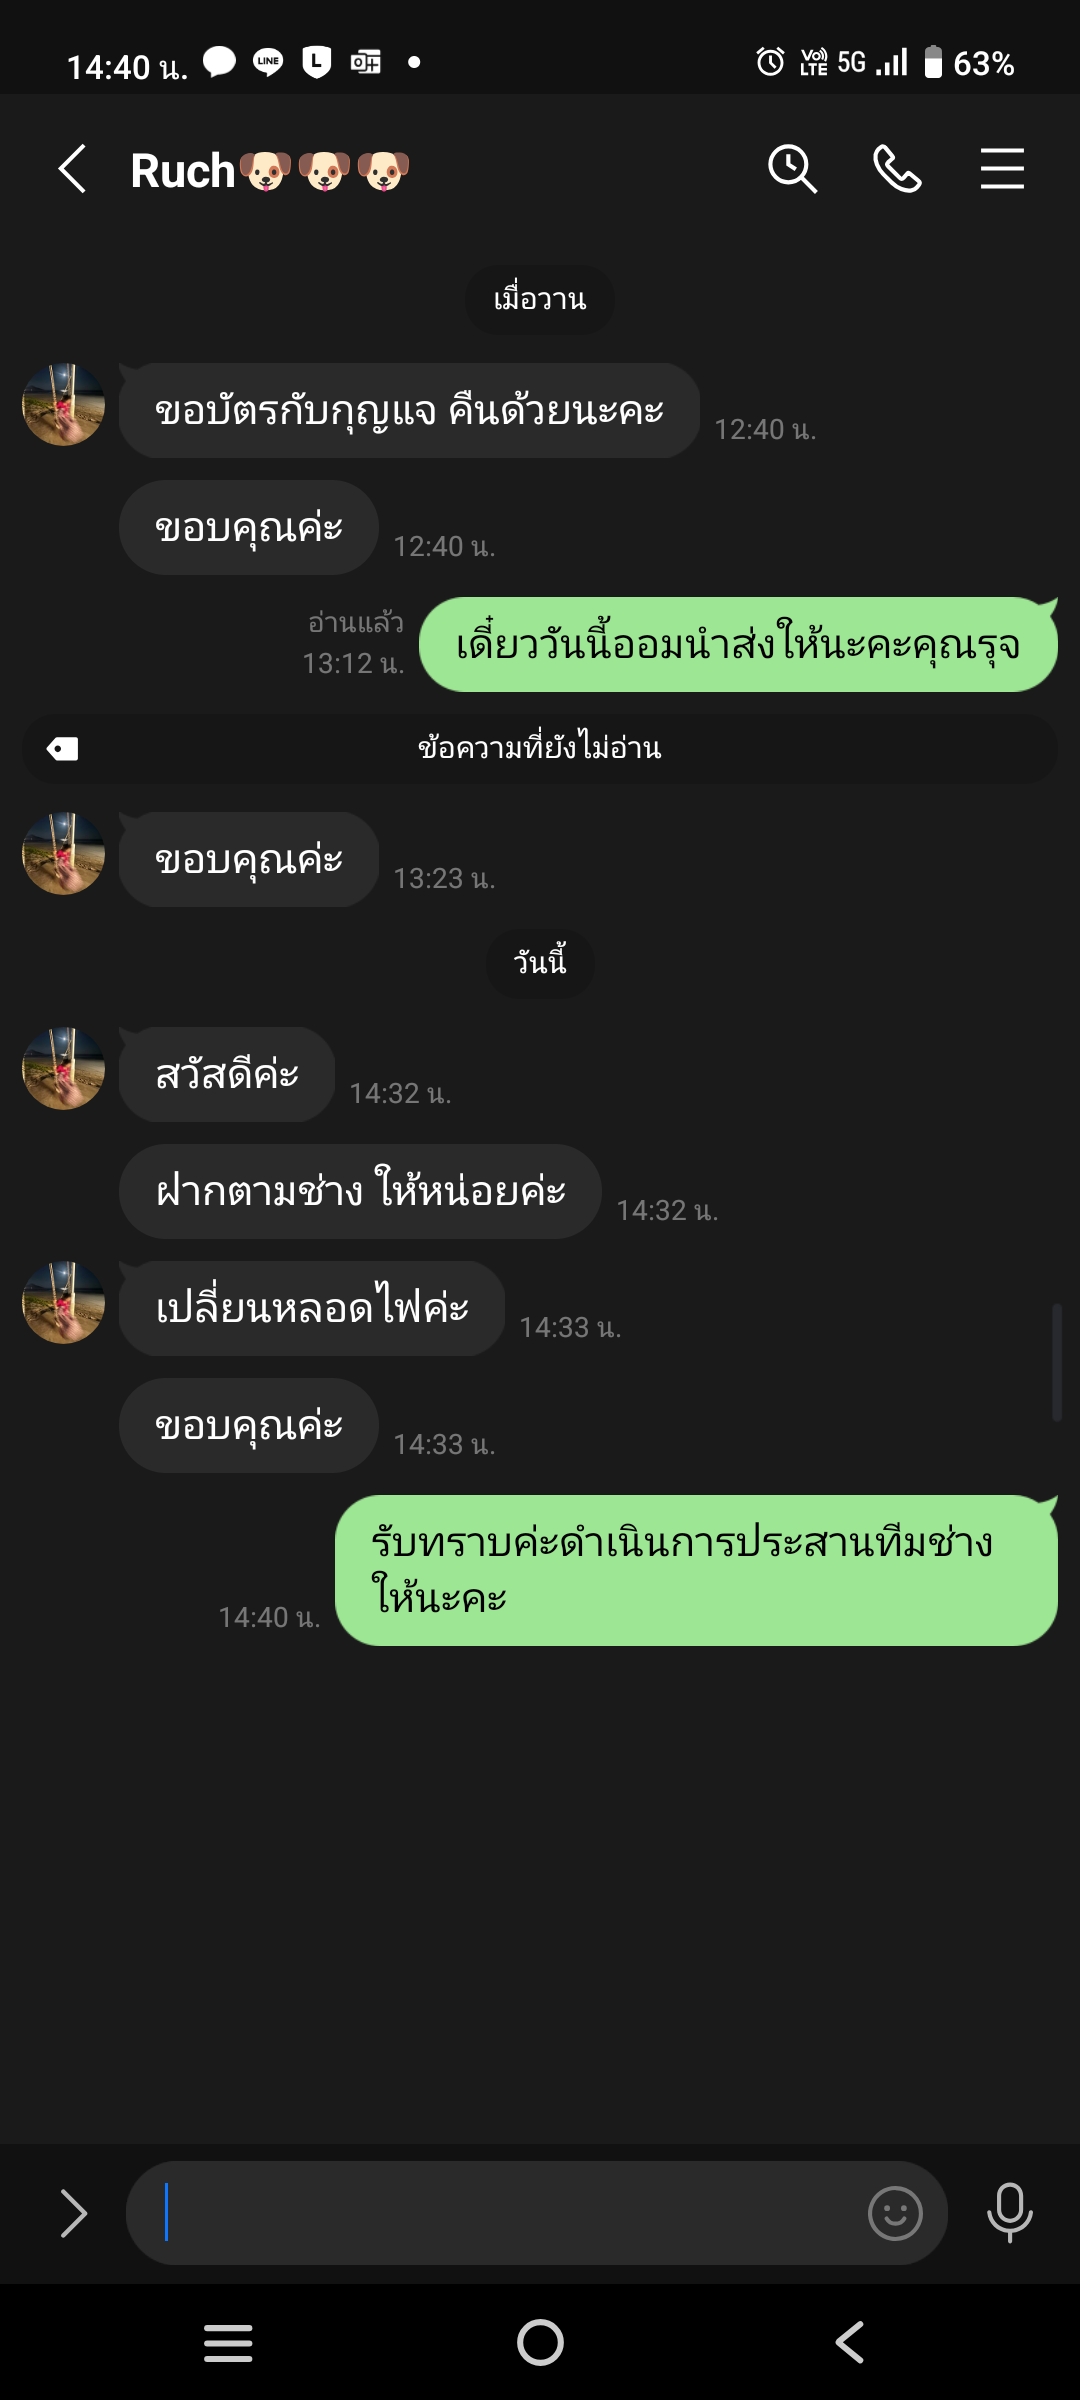 14:40 น. LINE L VoLTE 5G 63%
Ruch🐶🐶🐶
เมื่อวาน
ขอบัตรกับกุญแจ คืนด้วยนะคะ
12:40 น.
ขอบคุณค่ะ
12:40 น.
อ่านแล้ว
13:12 น.
เดี๋ยววันนี้ออมนำส่งให้นะคะคุณรุจ
ข้อความที่ยังไม่อ่าน
ขอบคุณค่ะ
13:23 น.
วันนี้
สวัสดีค่ะ
14:32 น.
ฝากตามช่าง ให้หน่อยค่ะ
14:32 น.
เปลี่ยนหลอดไฟค่ะ
14:33 น.
ขอบคุณค่ะ
14:33 น.
รับทราบค่ะดำเนินการประสานทีมช่าง
ให้นะคะ
14:40 น.